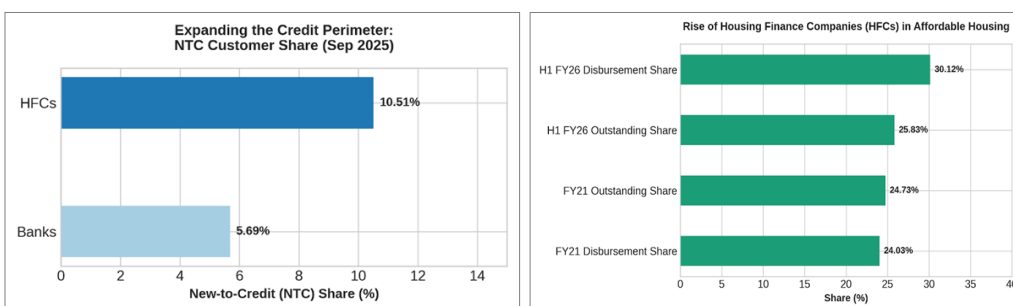 Expanding the Credit Perimeter:
NTC Customer Share (Sep 2025)
HFCs
10.51%
Banks
5.69%
0 2 4 6 8 10 12 14
New-to-Credit (NTC) Share (%)
Rise of Housing Finance Companies (HFCs) in Affordable Housing
H1 FY26 Disbursement Share
30.12%
H1 FY26 Outstanding Share
25.83%
FY21 Outstanding Share
24.73%
FY21 Disbursement Share
24.03%
0 5 10 15 20 25 30 35
Share (%)